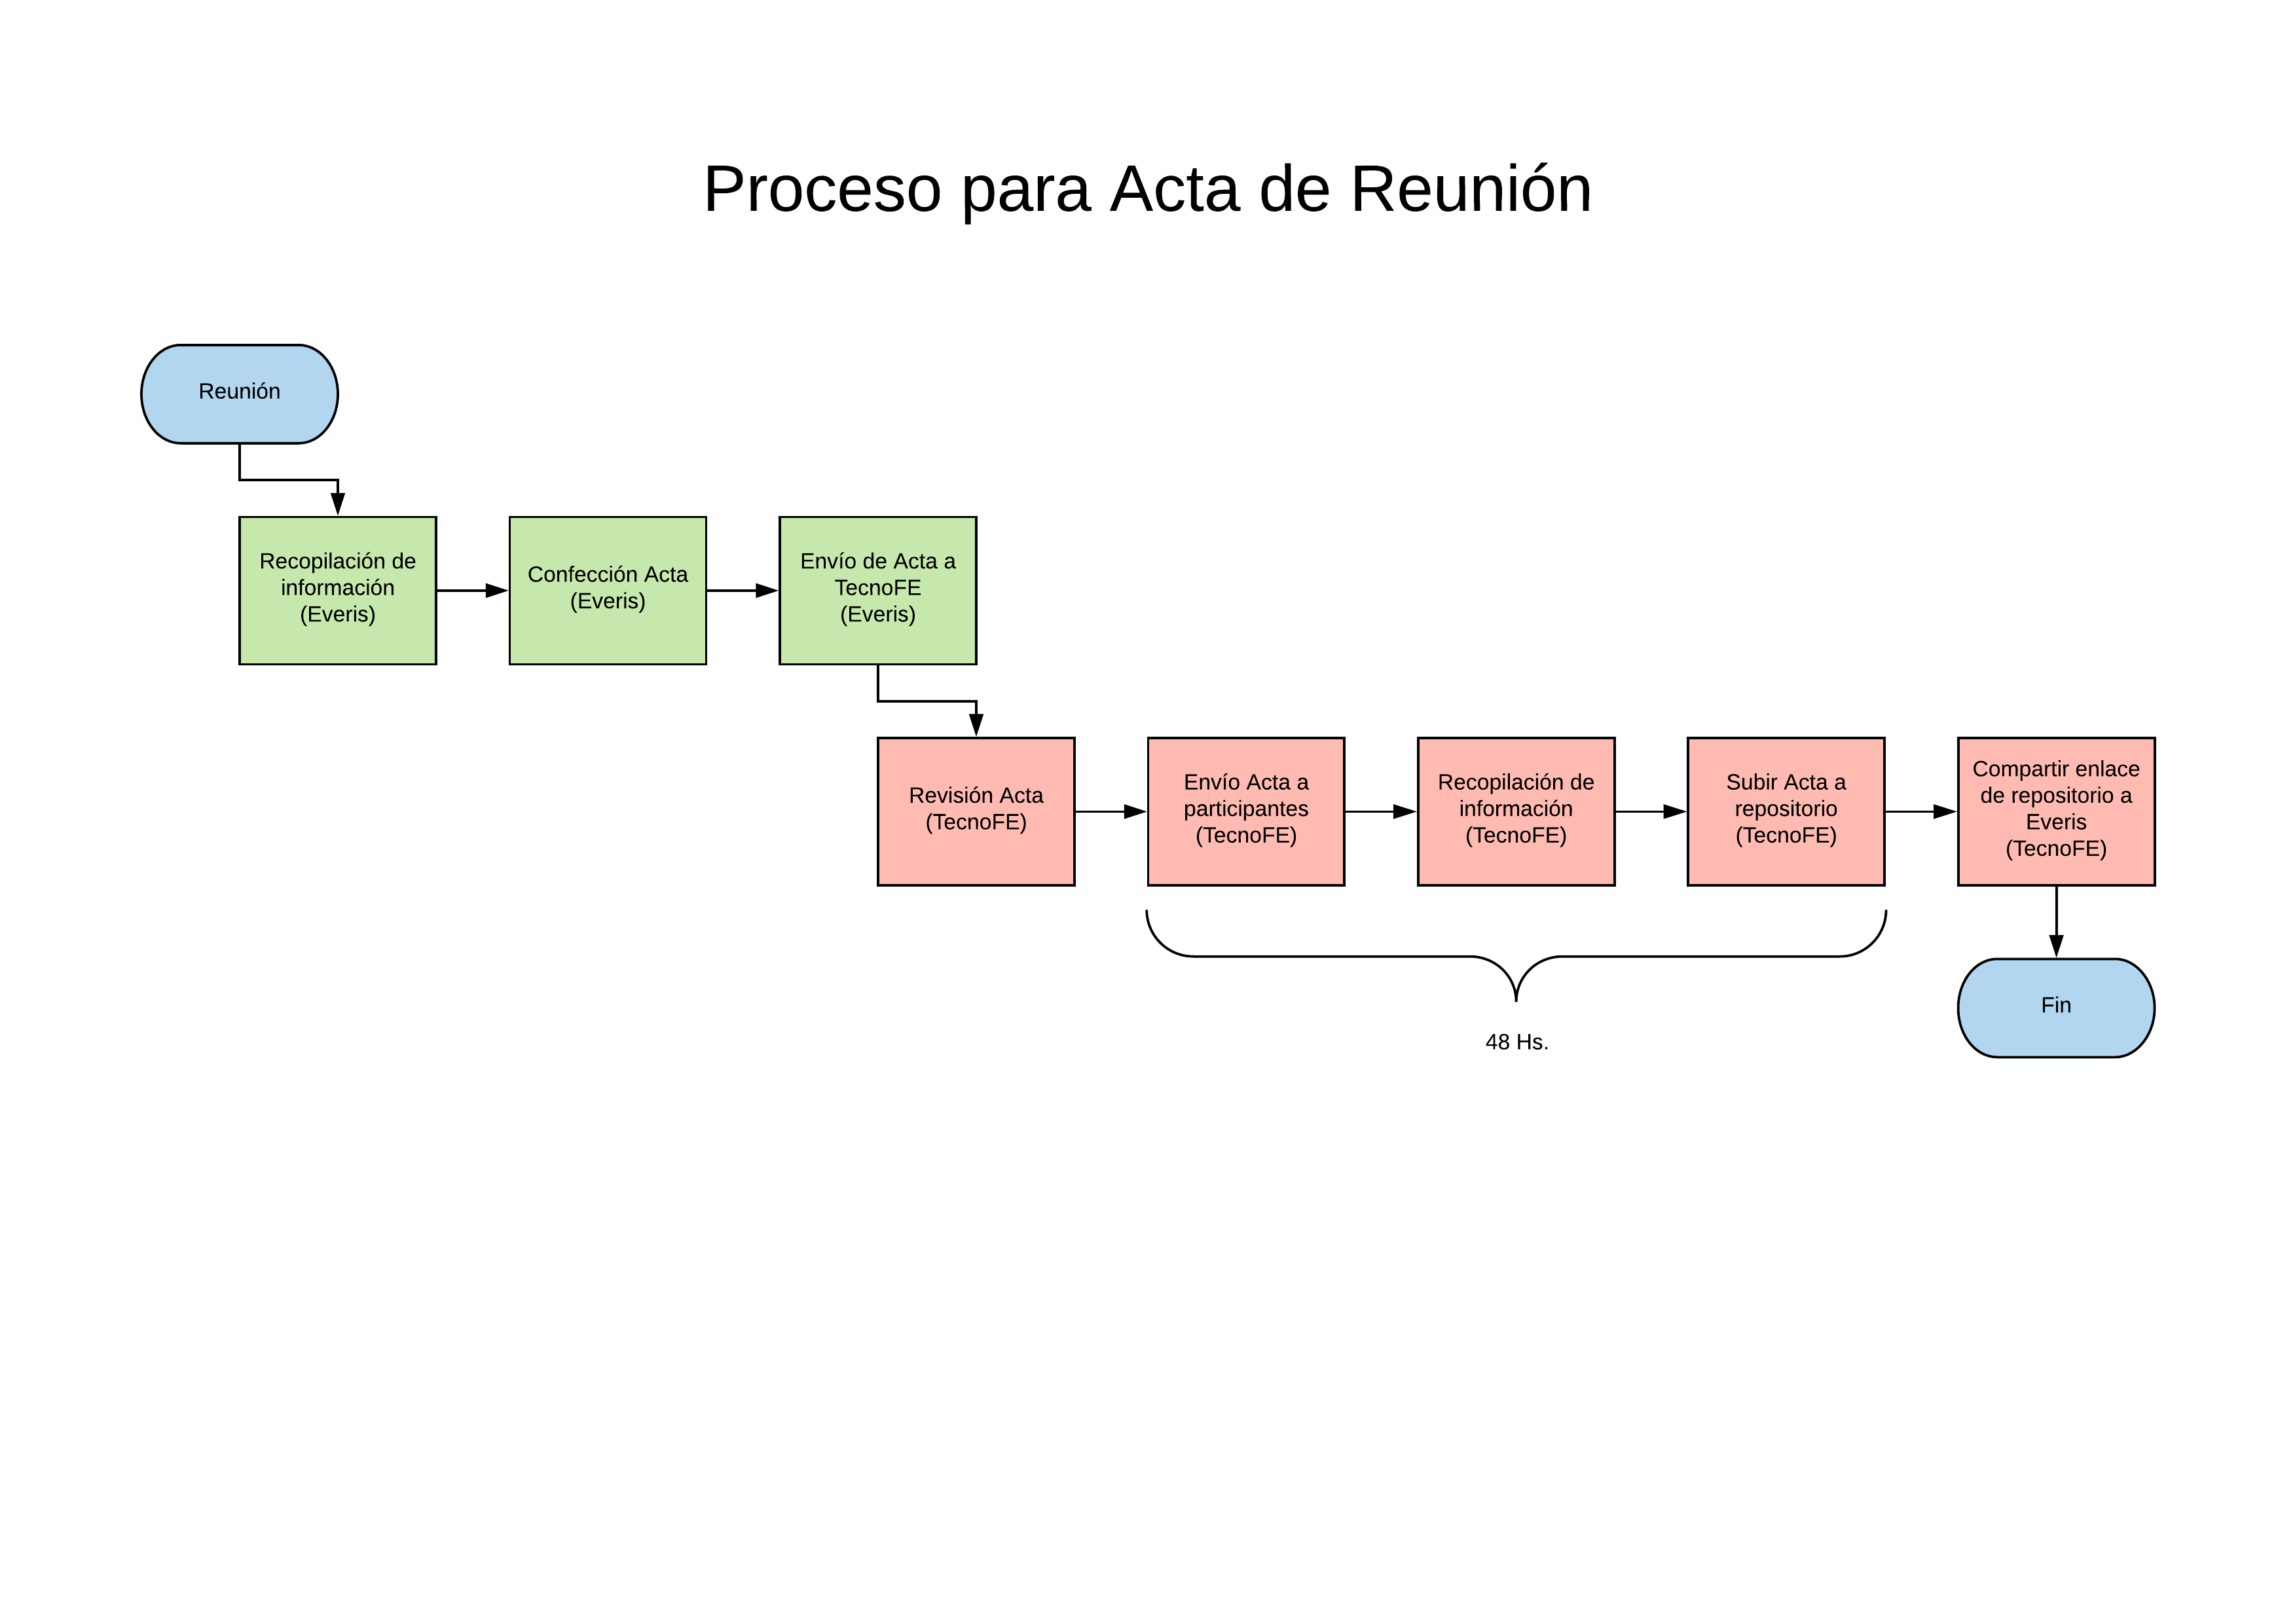 Proceso para Acta de Reunión
Reunión
Recopilación de
información
(Everis)
Confección Acta
(Everis)
Envío de Acta a
TecnoFE
(Everis)
Revisión Acta
(TecnoFE)
Envío Acta a
participantes
(TecnoFE)
Recopilación de
información
(TecnoFE)
Subir Acta a
repositorio
(TecnoFE)
Compartir enlace
de repositorio a
Everis
(TecnoFE)
48 Hs.
Fin